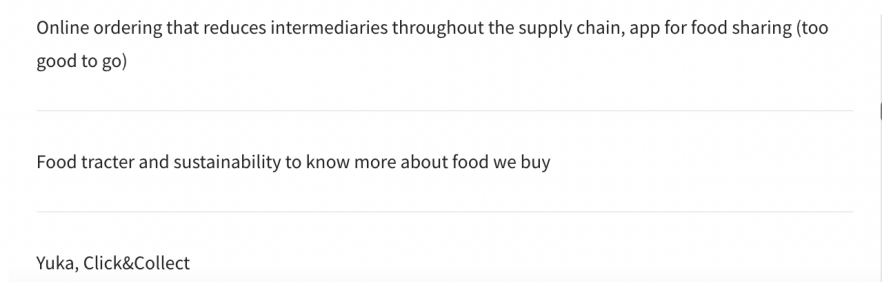 Online ordering that reduces intermediaries throughout the supply chain, app for food sharing (too
good to go)
Food tracter and sustainability to know more about food we buy
Yuka, Click&Collect